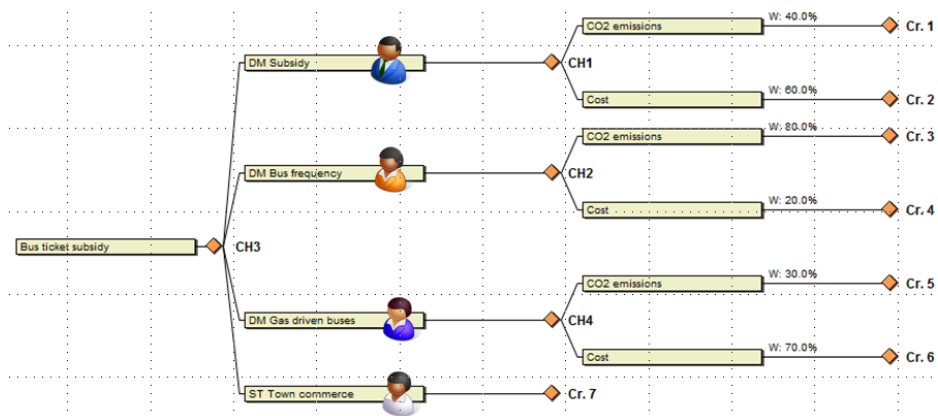 W: 40.0%
CO2 emissions
Cr. 1
DM Subsidy
CH1
W: 60.0%
Cost
Cr. 2
W: 80.0%
CO2 emissions
Cr. 3
DM Bus frequency
CH2
W: 20.0%
Cost
Cr. 4
Bus ticket subsidy
CH3
W: 30.0%
CO2 emissions
Cr. 5
DM Gas driven buses
CH4
W: 70.0%
Cost
Cr. 6
ST Town commerce
Cr. 7